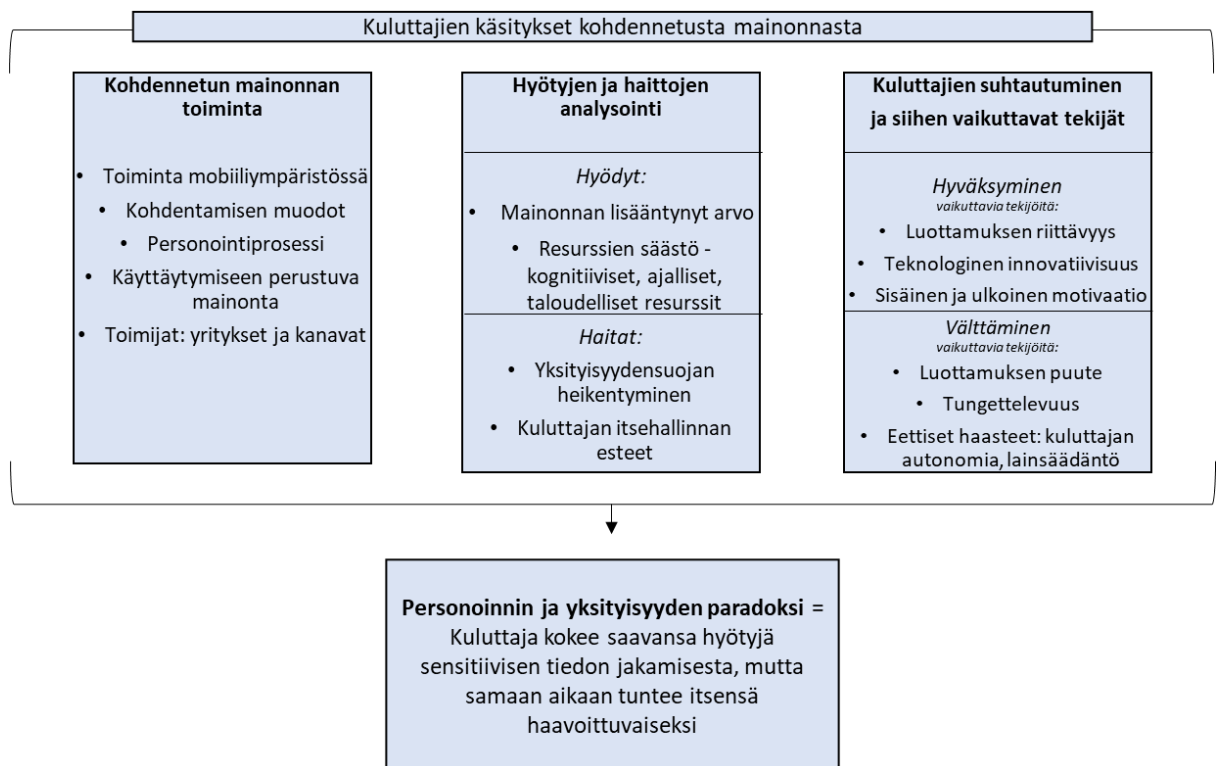 Kuluttajien käsitykset kohdennetusta mainonnasta
Kohdennetun mainonnan
toiminta
• Toiminta mobiiliympäristössä
• Kohdentamisen muodot
• Personointiprosessi
• Käyttäytymiseen perustuva
mainonta
• Toimijat: yritykset ja kanavat
Hyötyjen ja haittojen
analysointi
Hyödyt:
• Mainonnan lisääntynyt arvo
• Resurssien säästö -
kognitiiviset, ajalliset,
taloudelliset resurssit
Haitat:
• Yksityisyydensuojan
heikentyminen
• Kuluttajan itsehallinnan
esteet
Kuluttajien suhtautuminen
ja siihen vaikuttavat tekijät
Hyväksyminen
vaikuttavia tekijöitä:
• Luottamuksen riittävyys
• Teknologinen innovatiivisuus
• Sisäinen ja ulkoinen motivaatio
Välttäminen
vaikuttavia tekijöitä:
• Luottamuksen puute
• Tungettelevuus
• Eettiset haasteet: kuluttajan
autonomia, lainsäädäntö
Personoinnin ja yksityisyyden paradoksi =
Kuluttaja kokee saavansa hyötyjä
sensitiivisen tiedon jakamisesta, mutta
samaan aikaan tuntee itsensä
haavoittuvaiseksi